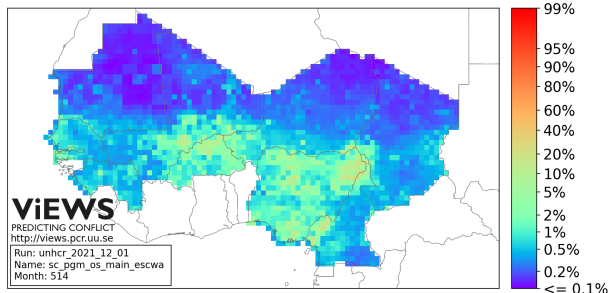 99%
95%
90%
80%
60%
40%
20%
10%
5%
2%
1%
0.5%
0.2%
<= 0.1%
ViEWS
PREDICTING CONFLICT
http://views.pcr.uu.se
Run: unhcr_2021_12_01
Name: sc_pgm_os_main_escwa
Month: 514